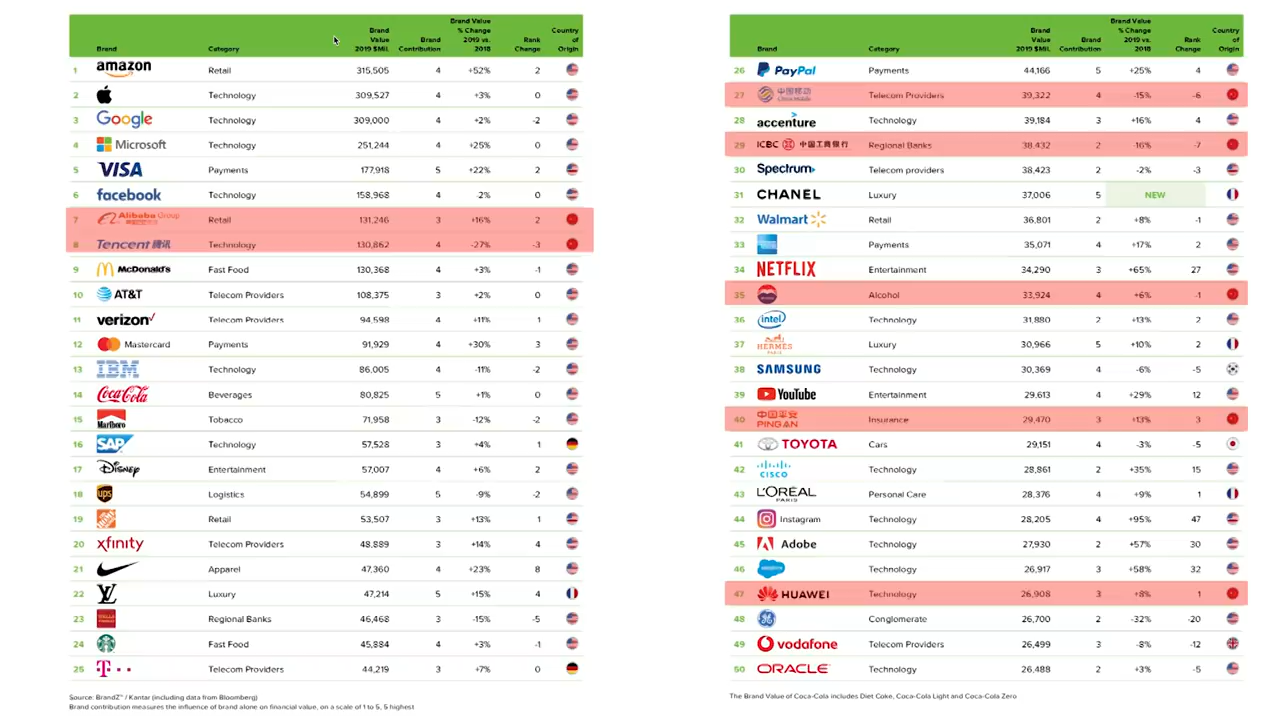 Brand Category Brand Value 2019 $Mil. Brand Contribution Brand Value % Change 2019 vs. 2018 Rank Change Country of Origin
1 amazon Retail 315,505 4 +52% 2
2 Technology 309,527 4 +3% 0
3 Google Technology 309,000 4 +2% -2
4 Microsoft Technology 251,244 4 +25% 0
5 VISA Payments 177,918 5 +22% 2
6 facebook Technology 158,968 4 -2% 0
7 Alibaba Group Retail 131,246 3 +16% 2
8 Tencent 腾讯 Technology 130,862 4 -27% -3
9 McDonald's Fast Food 130,368 4 +3% -1
10 AT&T Telecom Providers 108,375 3 +2% 0
11 verizon Telecom Providers 94,598 4 +11% 1
12 Mastercard Payments 91,929 4 +30% 3
13 IBM Technology 86,005 4 -11% -2
14 Coca-Cola Beverages 80,825 5 +1% 0
15 Marlboro Tobacco 71,958 3 -12% -2
16 SAP Technology 57,528 3 +4% 1
17 Disney Entertainment 57,007 4 +6% 2
18 ups Logistics 54,899 5 -9% -2
19 Retail 53,507 3 +13% 1
20 xfinity Telecom Providers 48,889 3 +14% 4
21 Apparel 47,360 4 +23% 8
22 LV Luxury 47,214 5 +15% 4
23 Regional Banks 46,468 3 -15% -5
24 Fast Food 45,884 4 +3% -1
25 T Telecom Providers 44,219 3 +7% 0
Source: BrandZ™ / Kantar (including data from Bloomberg)
Brand contribution measures the influence of brand alone on financial value, on a scale of 1 to 5, 5 highest
Brand Category Brand Value 2019 $Mil. Brand Contribution Brand Value % Change 2019 vs. 2018 Rank Change Country of Origin
26 PayPal Payments 44,166 5 +25% 4
27 中国移动 China Mobile Telecom Providers 39,322 4 -15% -6
28 accenture Technology 39,184 3 +16% 4
29 ICBC 中国工商银行 Regional Banks 38,432 2 -16% -7
30 Spectrum Telecom providers 38,423 2 -2% -3
31 CHANEL Luxury 37,006 5 NEW
32 Walmart Retail 36,801 2 +8% -1
33 Payments 35,071 4 +17% 2
34 NETFLIX Entertainment 34,290 3 +65% 27
35 Alcohol 33,924 4 +6% -1
36 intel Technology 31,880 2 +13% 2
37 HERMÈS PARIS Luxury 30,966 5 +10% 2
38 SAMSUNG Technology 30,369 4 -6% -5
39 YouTube Entertainment 29,613 4 +29% 12
40 中国平安 PING AN Insurance 29,470 3 +13% 3
41 TOYOTA Cars 29,151 4 -3% -5
42 CISCO Technology 28,861 2 +35% 15
43 L'ORÉAL PARIS Personal Care 28,376 4 +9% 1
44 Instagram Technology 28,205 4 +95% 47
45 Adobe Technology 27,930 2 +57% 30
46 Technology 26,917 3 +58% 32
47 HUAWEI Technology 26,908 3 +8% 1
48 Conglomerate 26,700 2 -32% -20
49 vodafone Telecom Providers 26,499 3 -8% -12
50 ORACLE Technology 26,488 2 +3% -5
The Brand Value of Coca-Cola includes Diet Coke, Coca-Cola Light and Coca-Cola Zero